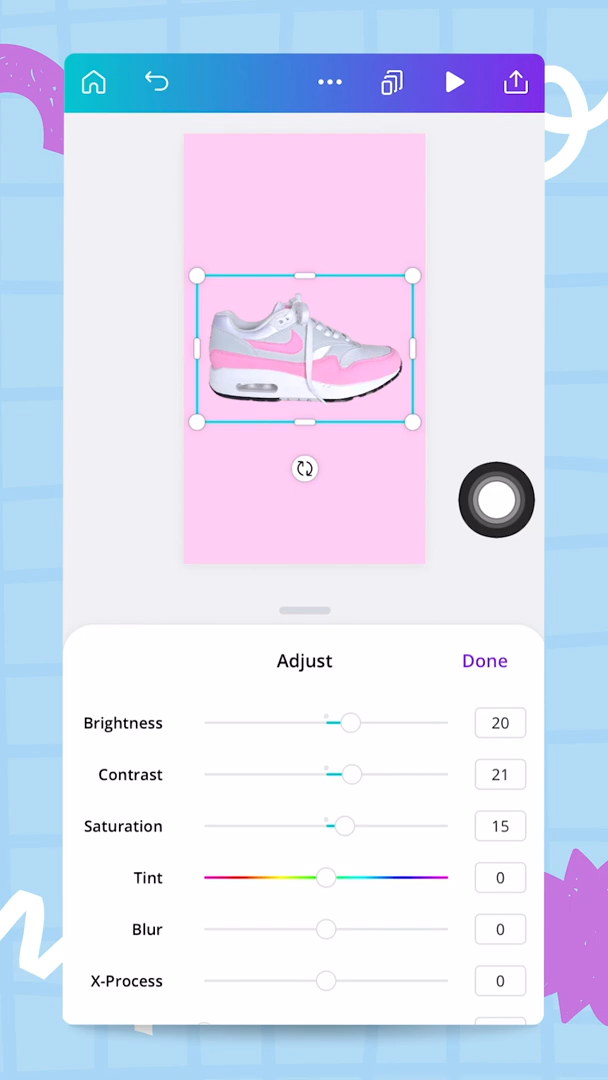 Adjust
Done
Brightness
20
Contrast
21
Saturation
15
Tint
0
Blur
0
X-Process
0